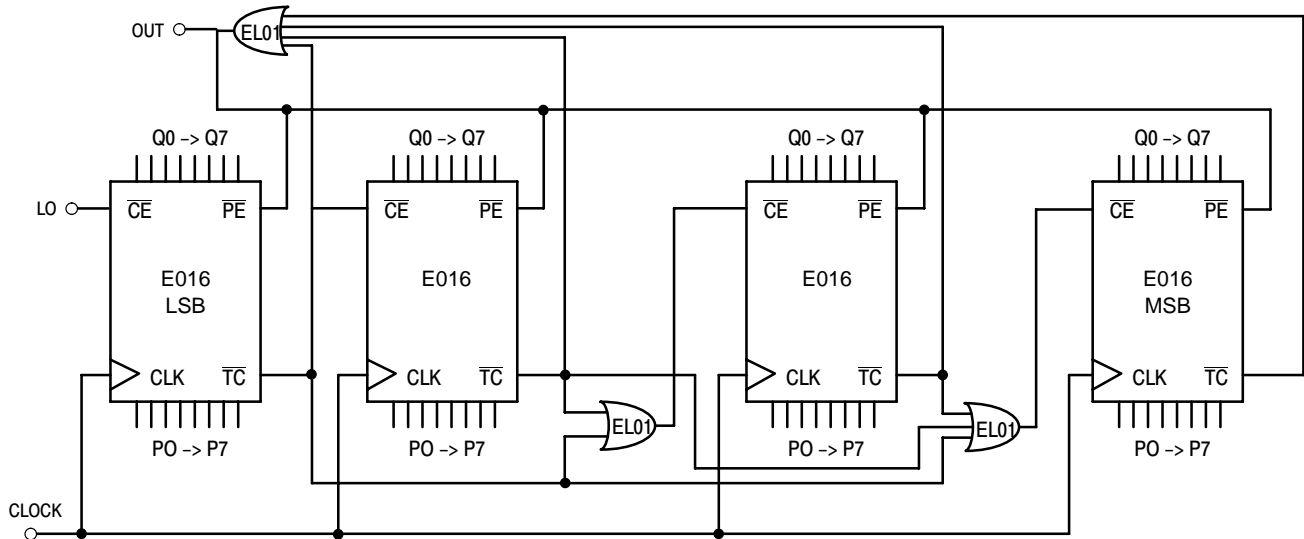 OUT
EL01
Q0 –> Q7
Q0 –> Q7
Q0 –> Q7
Q0 –> Q7
LO
CE PE
CE PE
CE PE
CE PE
E016
LSB
E016
E016
E016
MSB
CLK TC
CLK TC
CLK TC
CLK TC
EL01
EL01
PO –> P7
PO –> P7
PO –> P7
PO –> P7
CLOCK